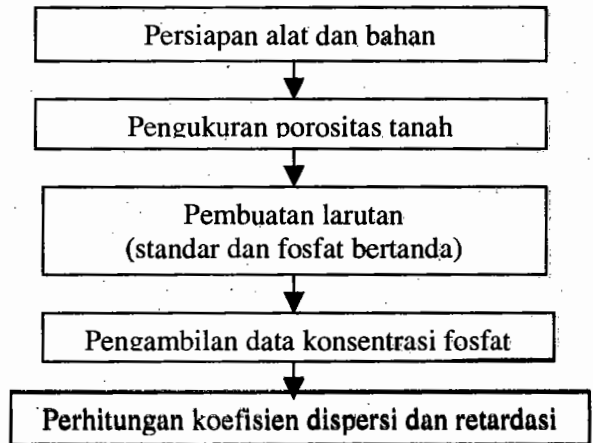 Persiapan alat dan bahan
Pengukuran porositas tanah
Pembuatan larutan
(standar dan fosfat bertanda)
Pengambilan data konsentrasi fosfat
Perhitungan koefisien dispersi dan retardasi